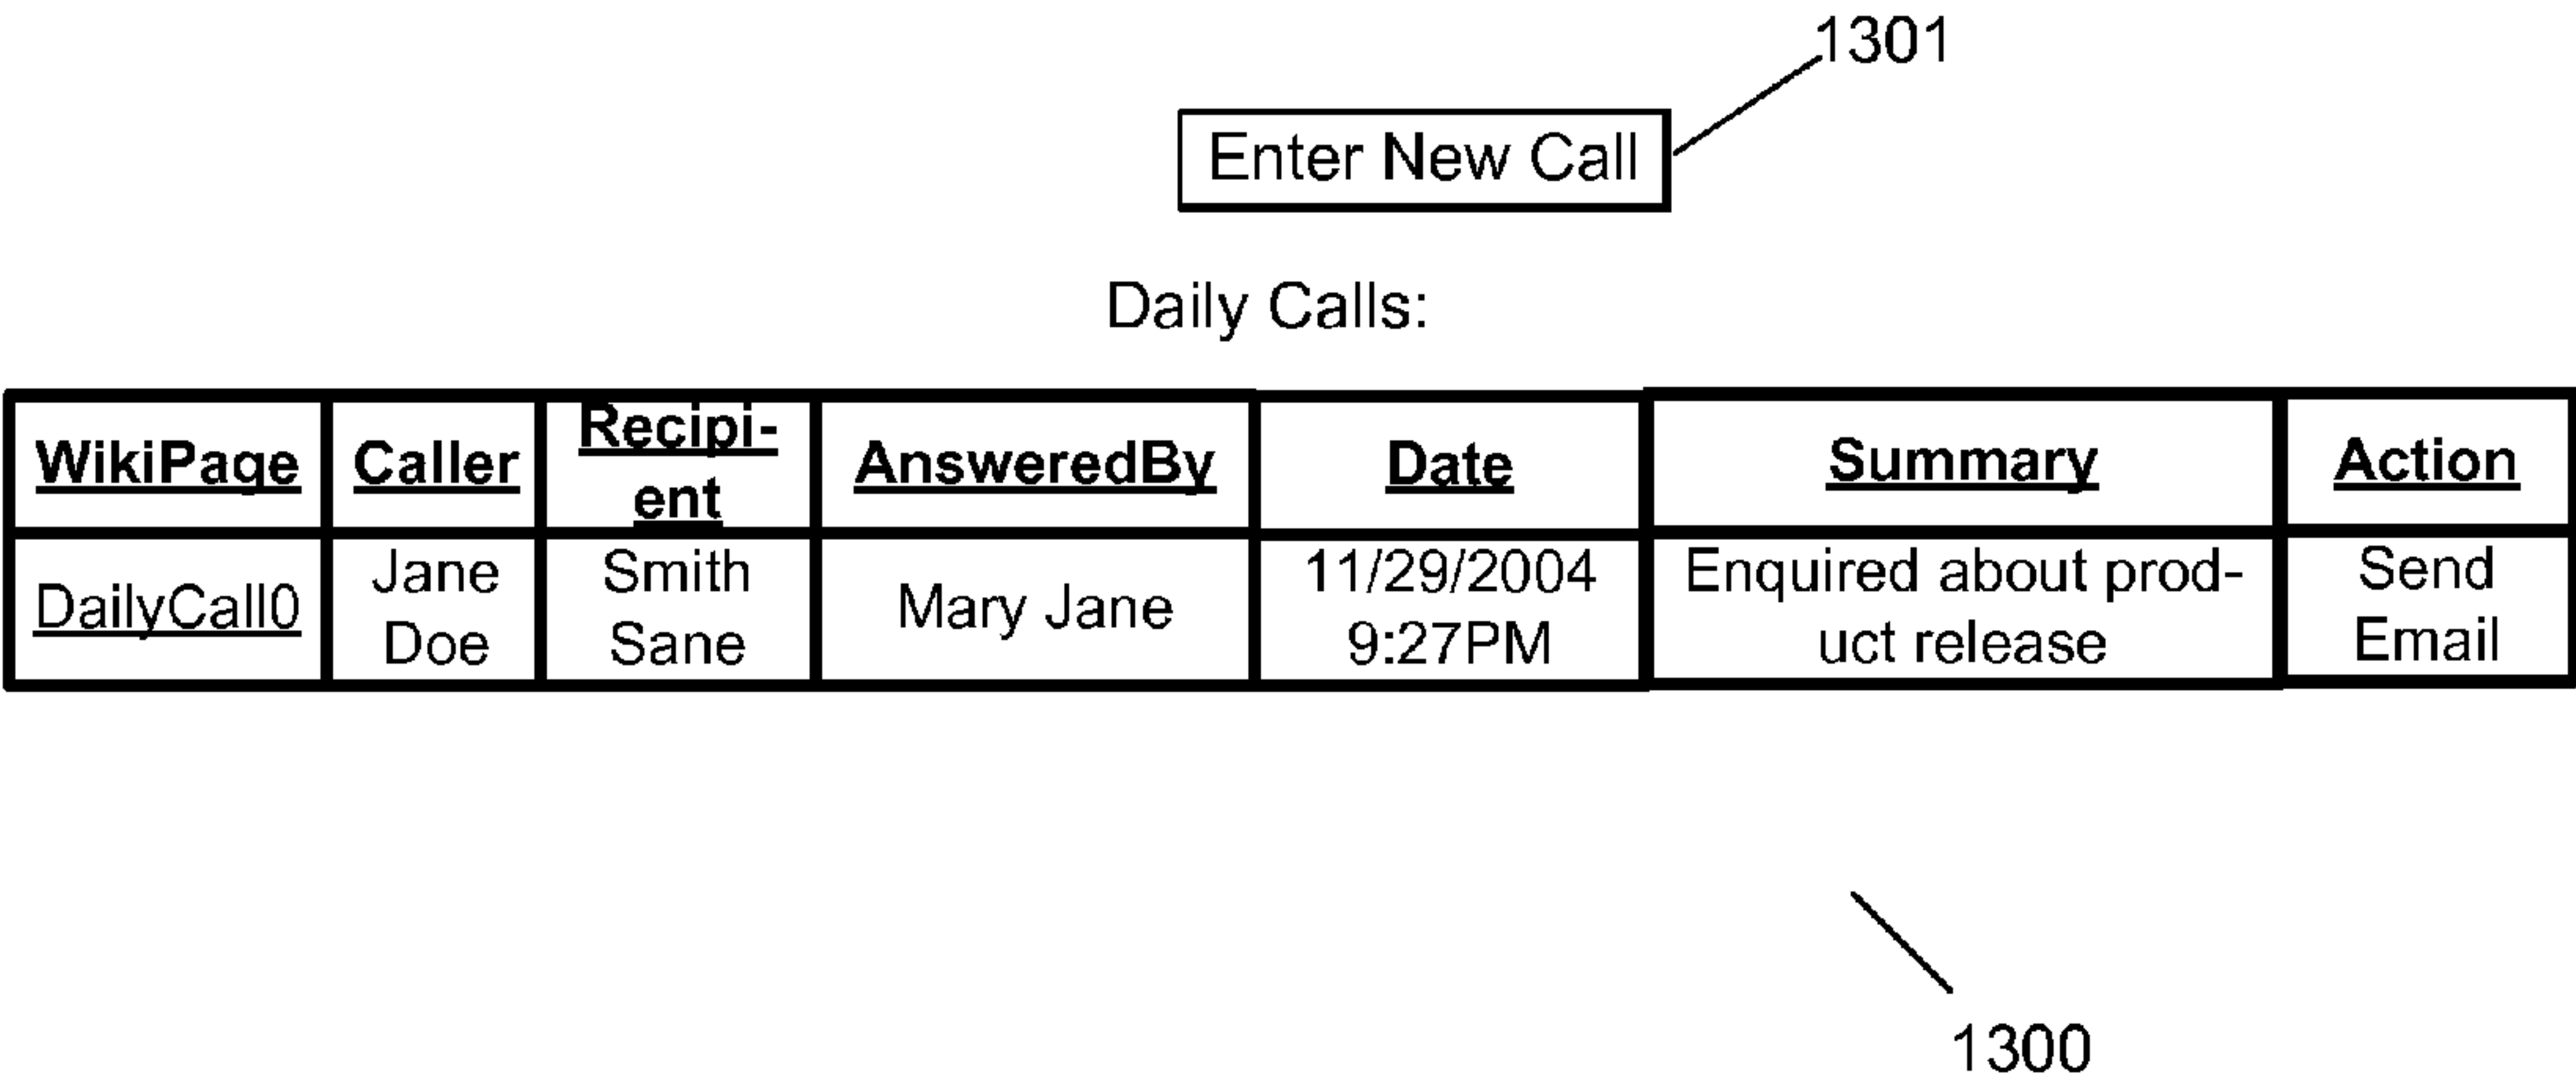 1301
Enter New Call
Daily Calls:
WikiPage Caller Recipi- AnsweredBy Date Summary Action
ent
DailyCall0 Jane Smith Mary Jane 11/29/2004 Enquired about prod- Send
Doe Sane 9:27PM uct release Email
1300